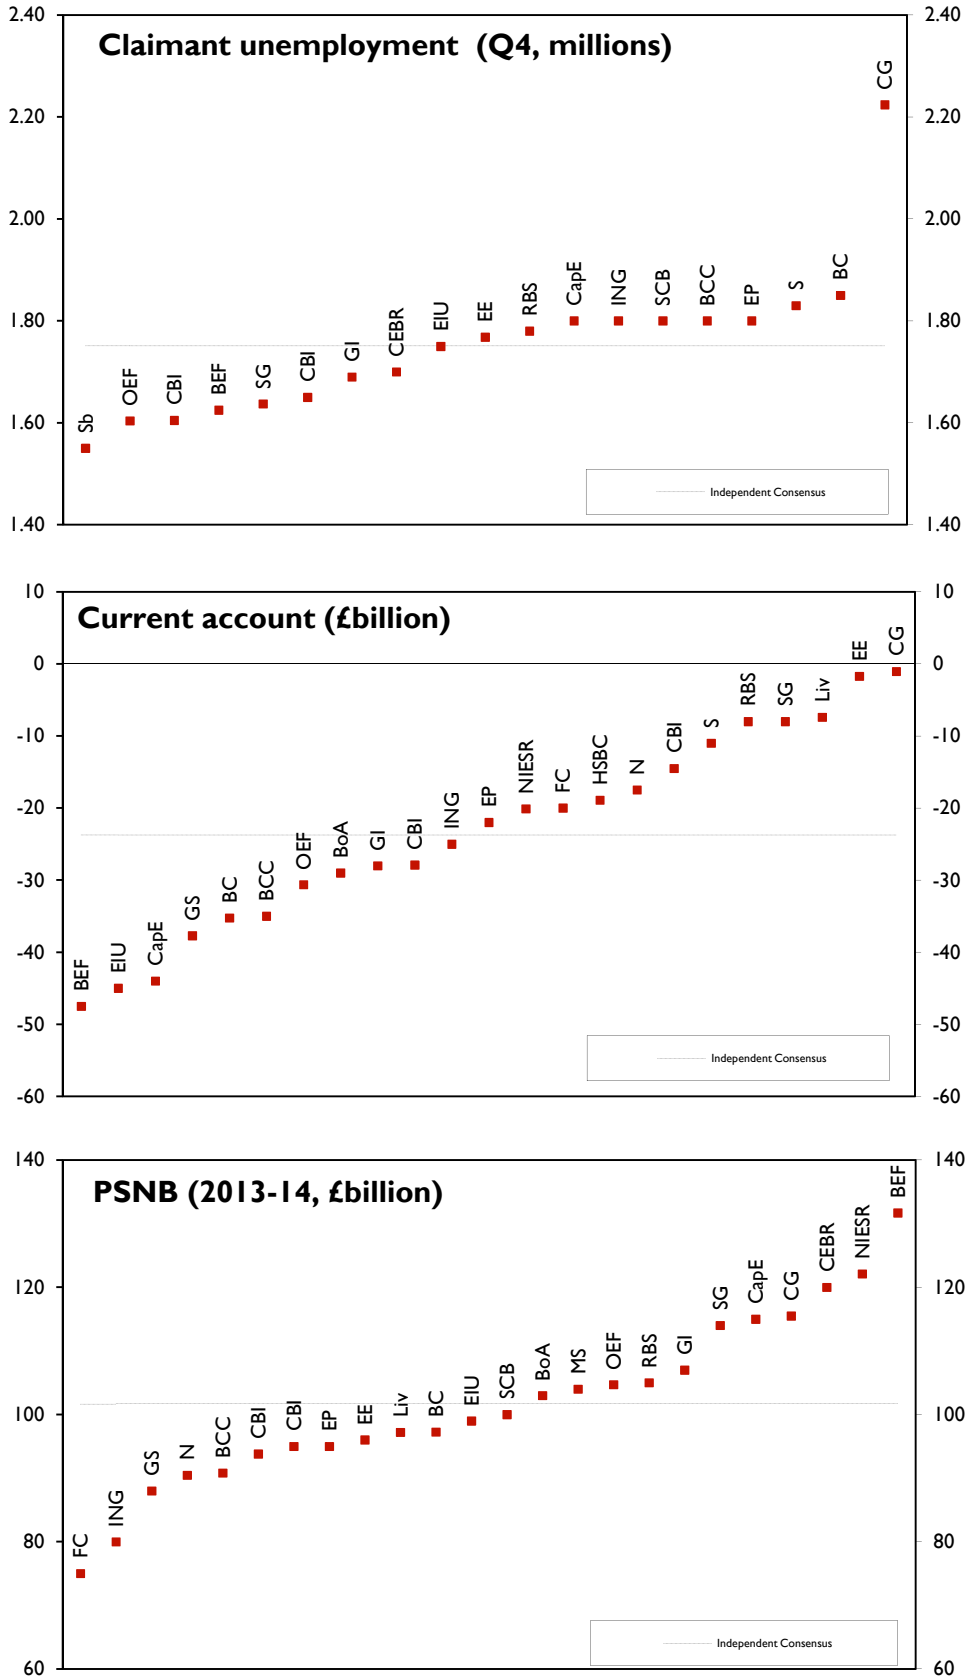 Claimant unemployment (Q4, millions)
2.40 2.40
2.20 2.20
2.00 2.00
1.80 1.80
1.60 1.60
1.40 1.40
Sb OEF CBI BEF SG CBI GI CEBR EIU EE RBS CapE ING SCB BCC EP S BC CG
Independent Consensus
Current account (£billion)
10 10
0 0
-10 -10
-20 -20
-30 -30
-40 -40
-50 -50
-60 -60
BEF EIU CapE GS BC BCC OEF BoA GI CBI ING EP NIESR FC HSBC N CBI S RBS SG Liv EE CG
Independent Consensus
PSNB (2013-14, £billion)
140 140
120 120
100 100
80 80
60 60
FC ING GS N BCC CBI CBI EP EE Liv BC EIU SCB BoA MS OEF RBS GI SG CapE CG CEBR NIESR BEF
Independent Consensus